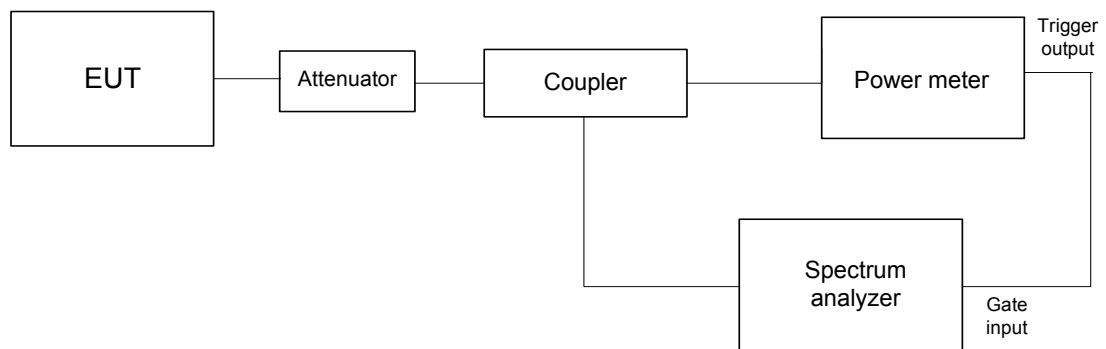 EUT
Attenuator
Coupler
Power meter
Trigger
output
Spectrum
analyzer
Gate
input